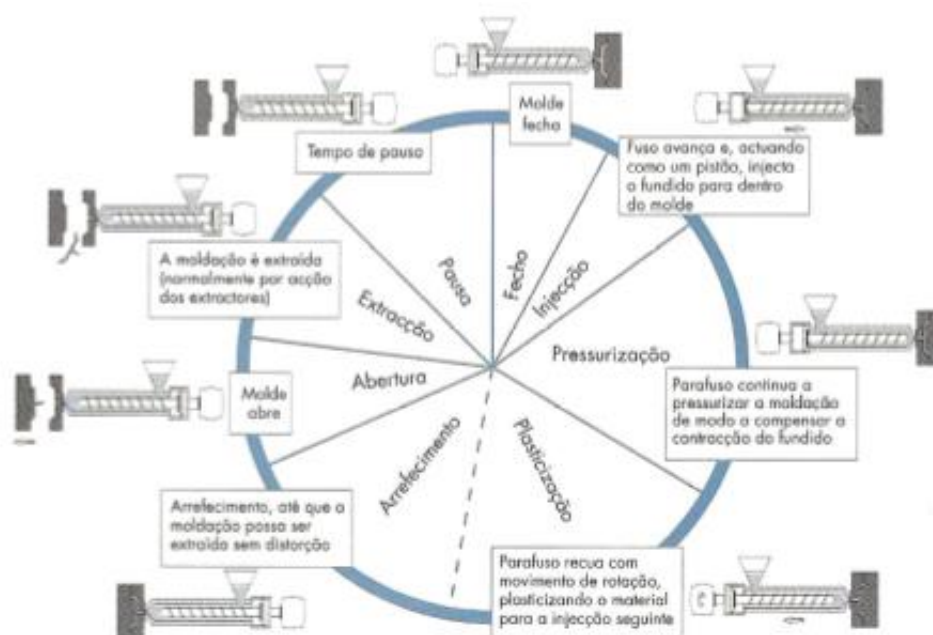 Molde
fecha
Fuso avança e, actuando
como um pistão, injecta
o fundido para dentro
do molde
Tempo de pausa
A moldação é extraída
(normalmente por acção
dos extractores)
Pausa
Fecho
Injecção
Extracção
Pressurização
Abertura
Molde
abre
Parafuso continua a
pressurizar a moldação
de modo a compensar a
contracção do fundido
Arrefecimento
Plasticização
Arrefecimento, até que a
moldação possa ser
extraída sem distorção
Parafuso recua com
movimento de rotação,
plasticizando o material
para a injecção seguinte